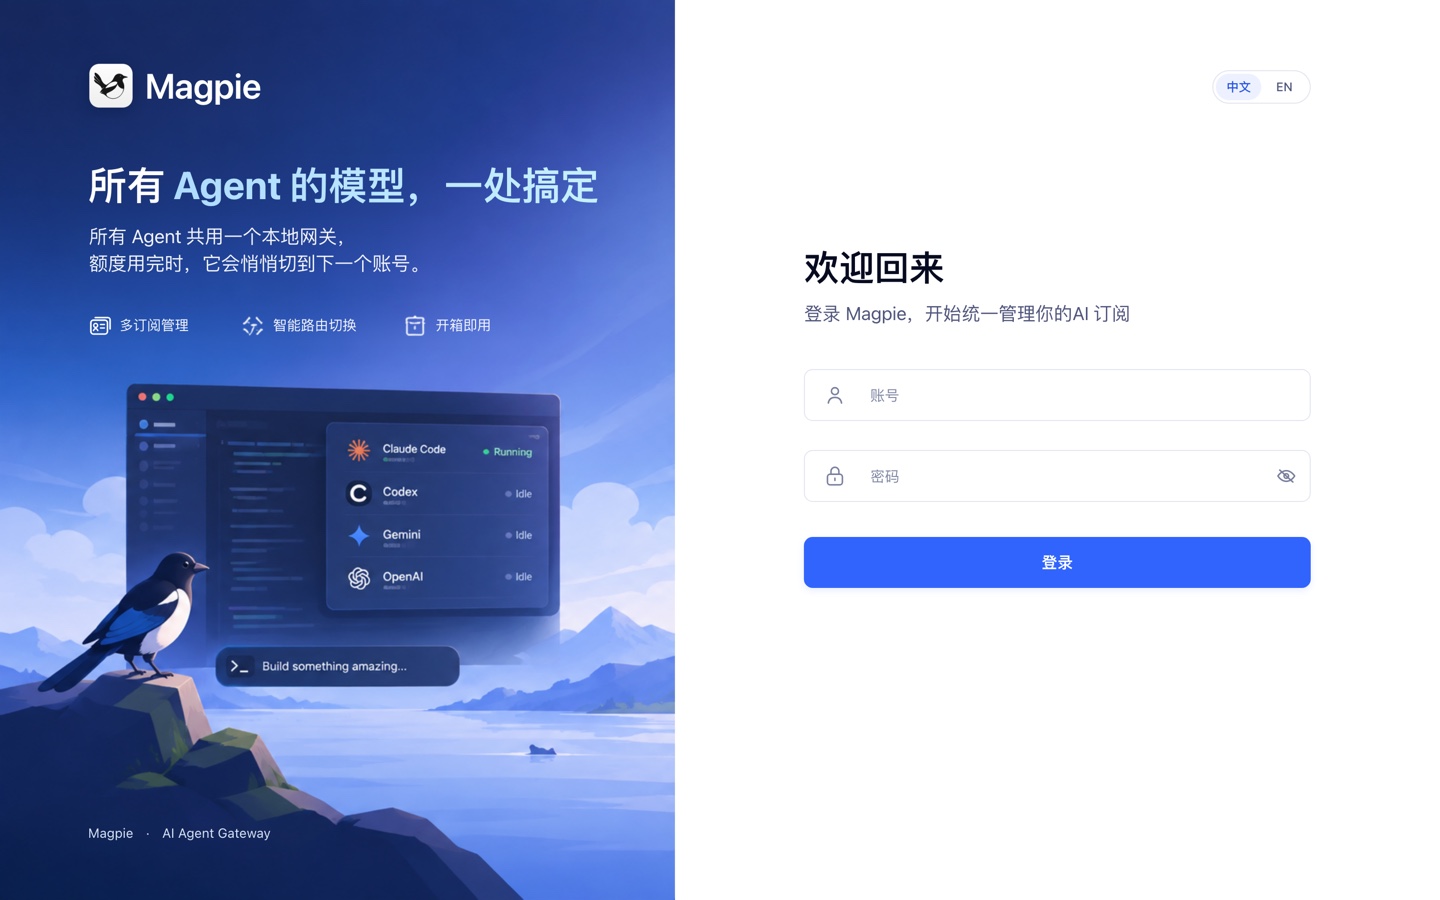 Magpie
所有 Agent 的模型，一处搞定
所有 Agent 共用一个本地网关，
额度用完时，它会悄悄切到下一个账号。
多订阅管理
智能路由切换
开箱即用
Claude Code
Running
Codex
Idle
Gemini
Idle
OpenAI
Idle
>_ Build something amazing...
Magpie · AI Agent Gateway
中文
EN
欢迎回来
登录 Magpie，开始统一管理你的AI 订阅
账号
密码
登录